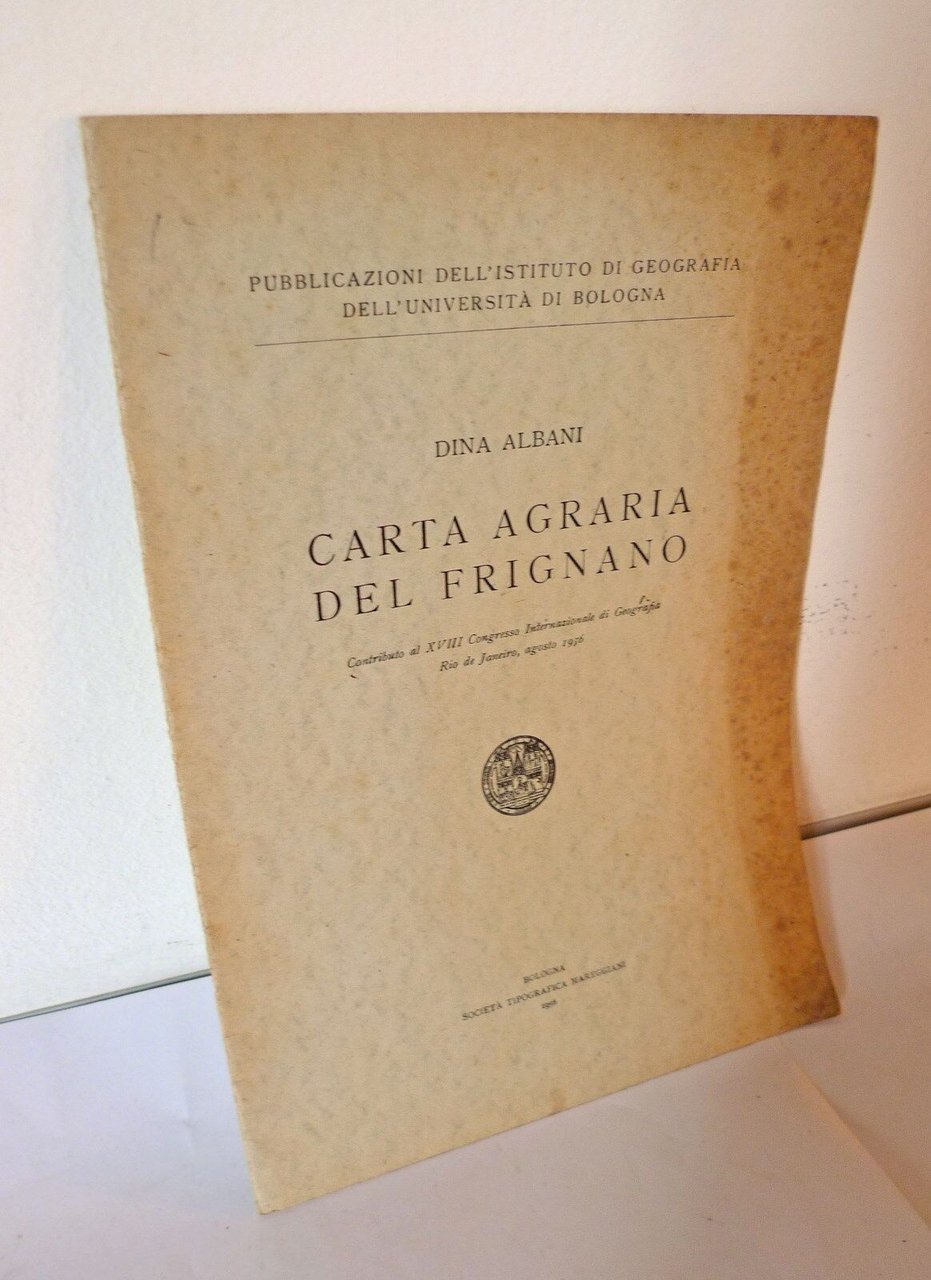 PUBBLICAZIONI DELL'ISTITUTO DI GEOGRAFIA
DELL'UNIVERSITÀ DI BOLOGNA
DINA ALBANI
CARTA AGRARIA
DEL FRIGNANO
Contributo al XVIII Congresso Internazionale di Geografia
Rio de Janeiro, agosto 1956
BOLOGNA
SOCIETÀ TIPOGRAFICA MAREGGIANI